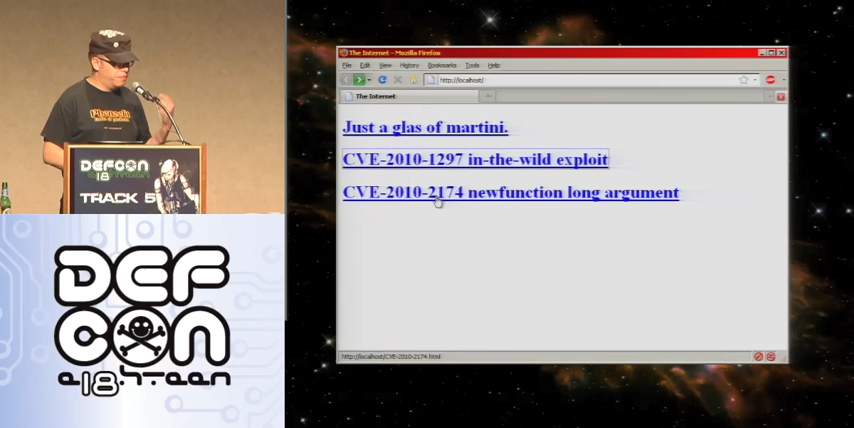 DEFCON
18
TRACK 5
DEF
CON
e18hteen
The Internet - Mozilla Firefox
File Edit View History Bookmarks Tools Help
http://localhost/
The Internet
Just a glas of martini.
CVE-2010-1297 in-the-wild exploit
CVE-2010-2174 newfunction long argument
http://localhost/CVE-2010-2174.html